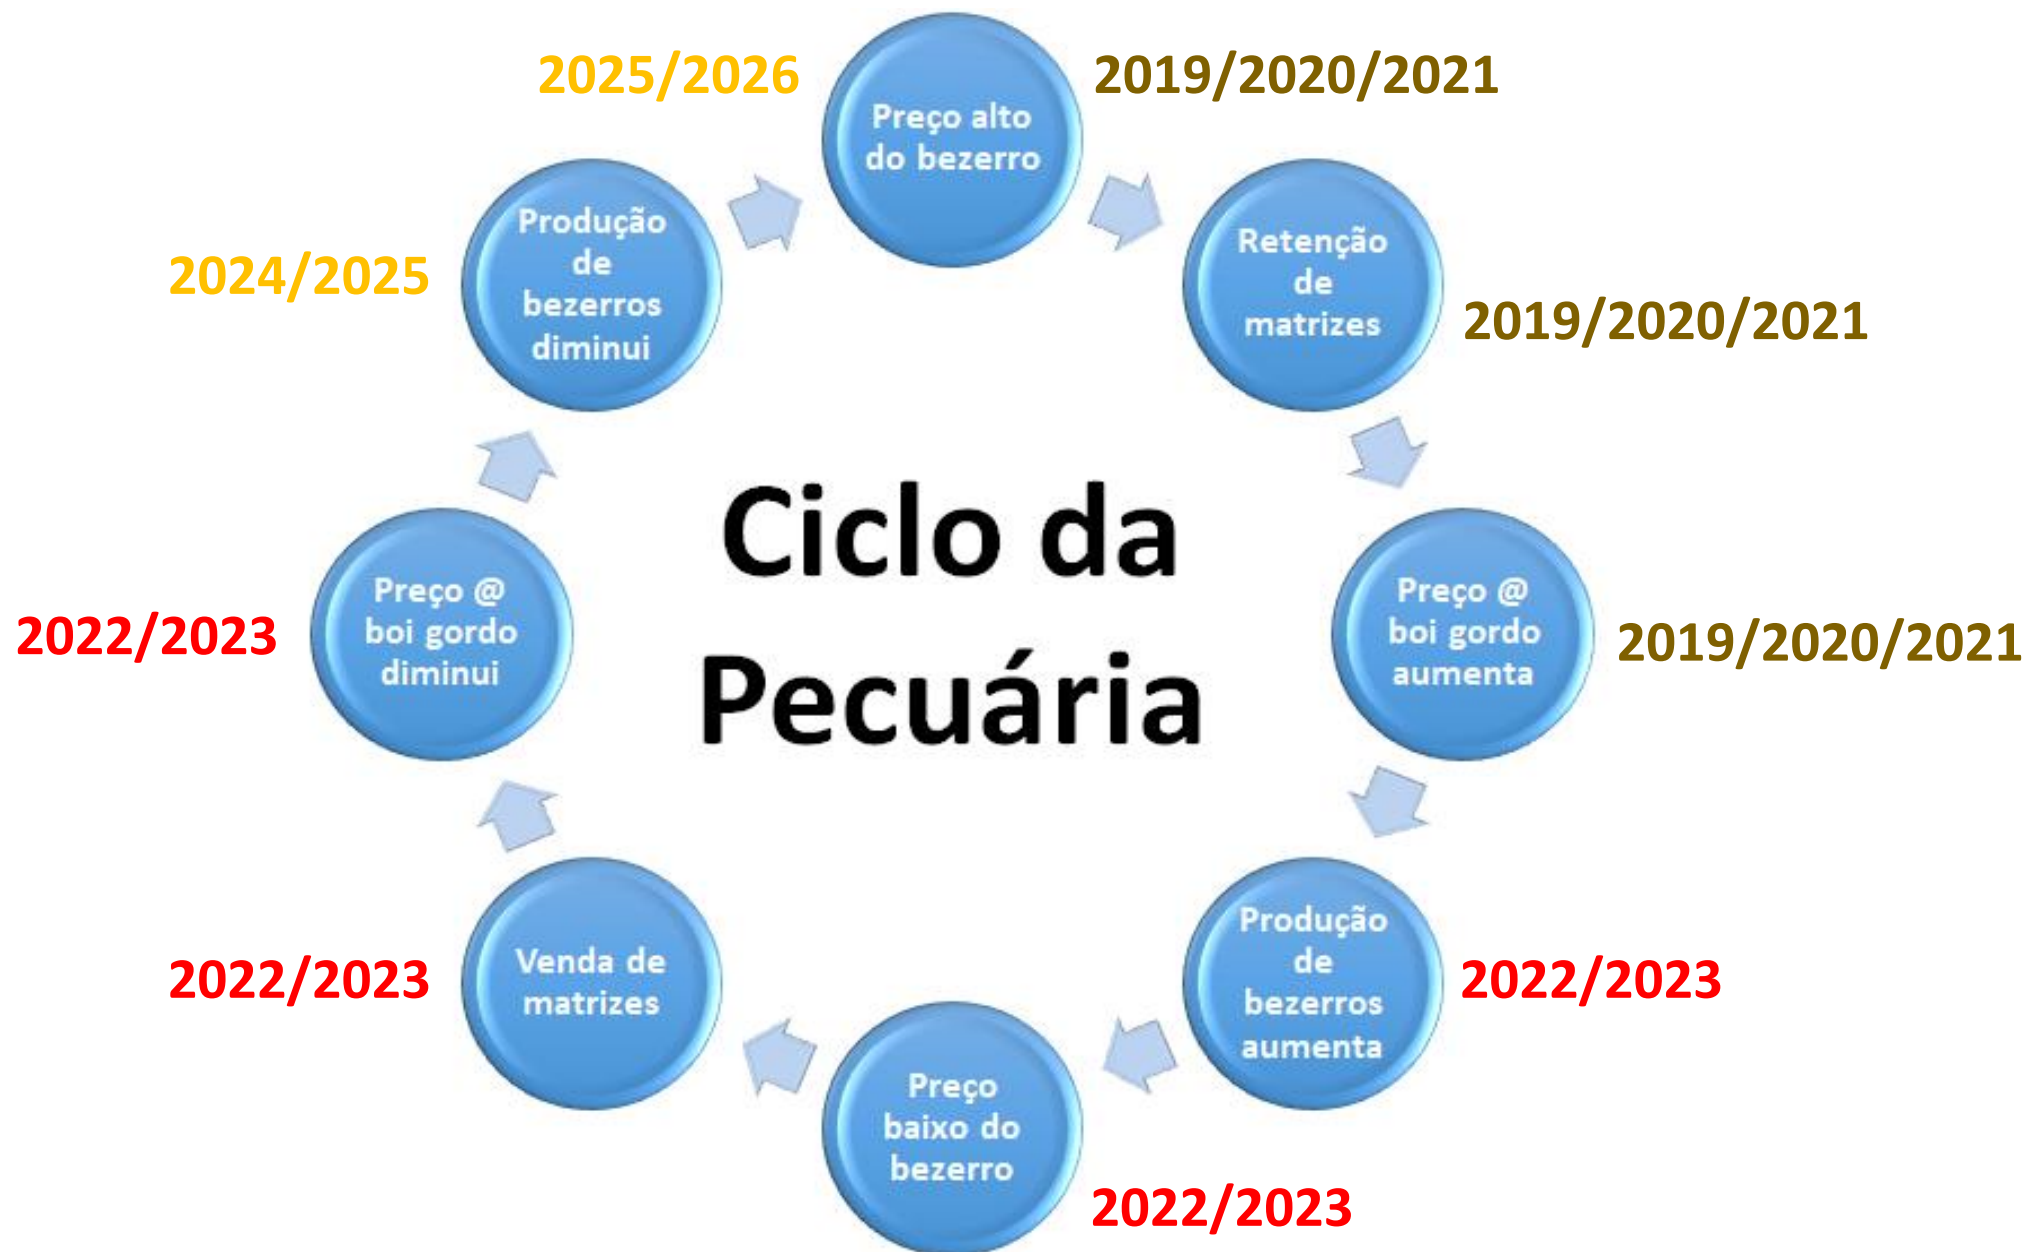 2025/2026
Preço alto
do bezerro
2019/2020/2021
Retenção
de
matrizes
2019/2020/2021
Preço @
boi gordo
aumenta
2019/2020/2021
Produção
de
bezerros
aumenta
2022/2023
Preço
baixo do
bezerro
2022/2023
Venda de
matrizes
2022/2023
Preço @
boi gordo
diminui
2022/2023
Produção
de
bezerros
diminui
2024/2025
Ciclo da
Pecuária